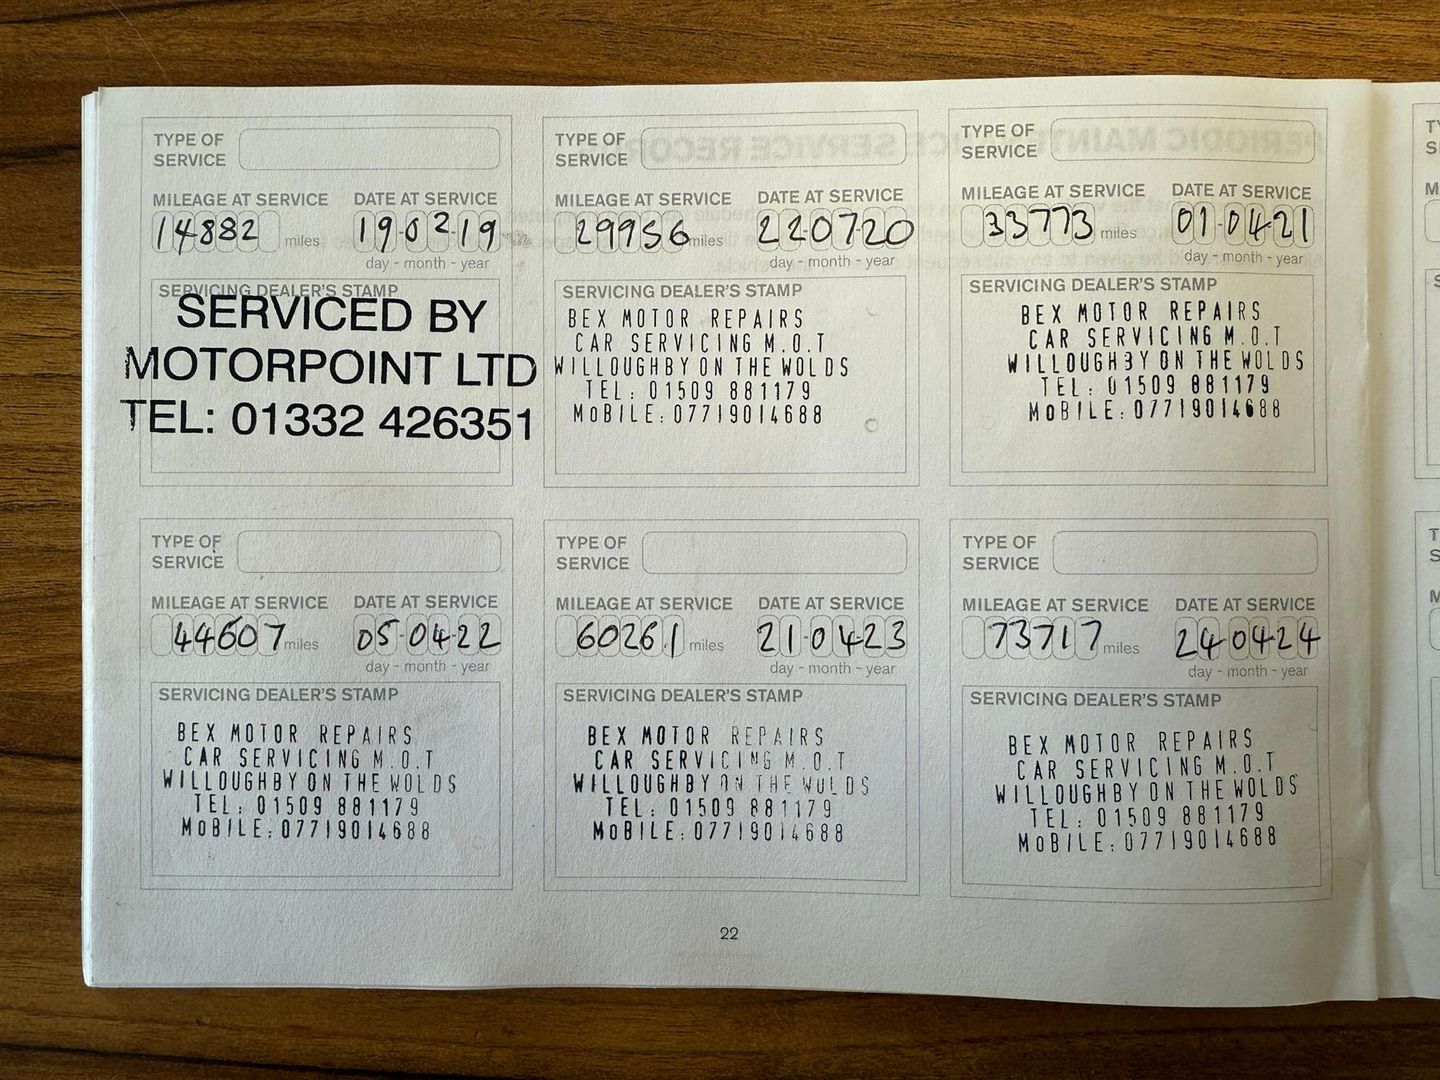 TYPE OF
SERVICE
MILEAGE AT SERVICE DATE AT SERVICE
14882 miles 19-02-19
day - month - year
SERVICING DEALER'S STAMP
SERVICED BY
MOTORPOINT LTD
TEL: 01332 426351
TYPE OF
SERVICE
MILEAGE AT SERVICE DATE AT SERVICE
29956 miles 220720
day - month - year
SERVICING DEALER'S STAMP
BEX MOTOR REPAIRS
CAR SERVICING M.O.T
WILLOUGHBY ON THE WOLDS
TEL: 01509 881179
MOBILE: 07719014688
TYPE OF
SERVICE
MILEAGE AT SERVICE DATE AT SERVICE
33773 miles 01-0421
day - month - year
SERVICING DEALER'S STAMP
BEX MOTOR REPAIRS
CAR SERVICING M.O.T
WILLOUGHBY ON THE WOLDS
TEL: 01509 881179
MOBILE: 07719014688
TYPE OF
SERVICE
MILEAGE AT SERVICE DATE AT SERVICE
44607 miles 05-04-22
day - month - year
SERVICING DEALER'S STAMP
BEX MOTOR REPAIRS
CAR SERVICING M.O.T
WILLOUGHBY ON THE WOLDS
TEL: 01509 881179
MOBILE: 07719014688
TYPE OF
SERVICE
MILEAGE AT SERVICE DATE AT SERVICE
60261 miles 21-04-23
day - month - year
SERVICING DEALER'S STAMP
BEX MOTOR REPAIRS
CAR SERVICING M.O.T
WILLOUGHBY ON THE WOLDS
TEL: 01509 881179
MOBILE: 07719014688
TYPE OF
SERVICE
MILEAGE AT SERVICE DATE AT SERVICE
73717 miles 24-04-24
day - month - year
SERVICING DEALER'S STAMP
BEX MOTOR REPAIRS
CAR SERVICING M.O.T
WILLOUGHBY ON THE WOLDS
TEL: 01509 881179
MOBILE: 07719014688
22